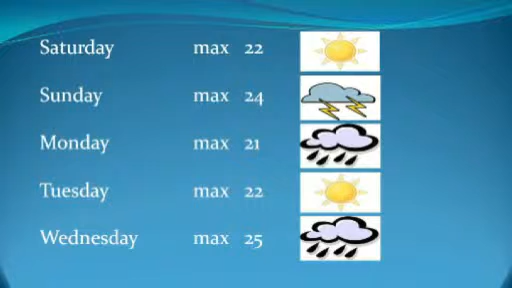 Saturday max 22
Sunday max 24
Monday max 21
Tuesday max 22
Wednesday max 25